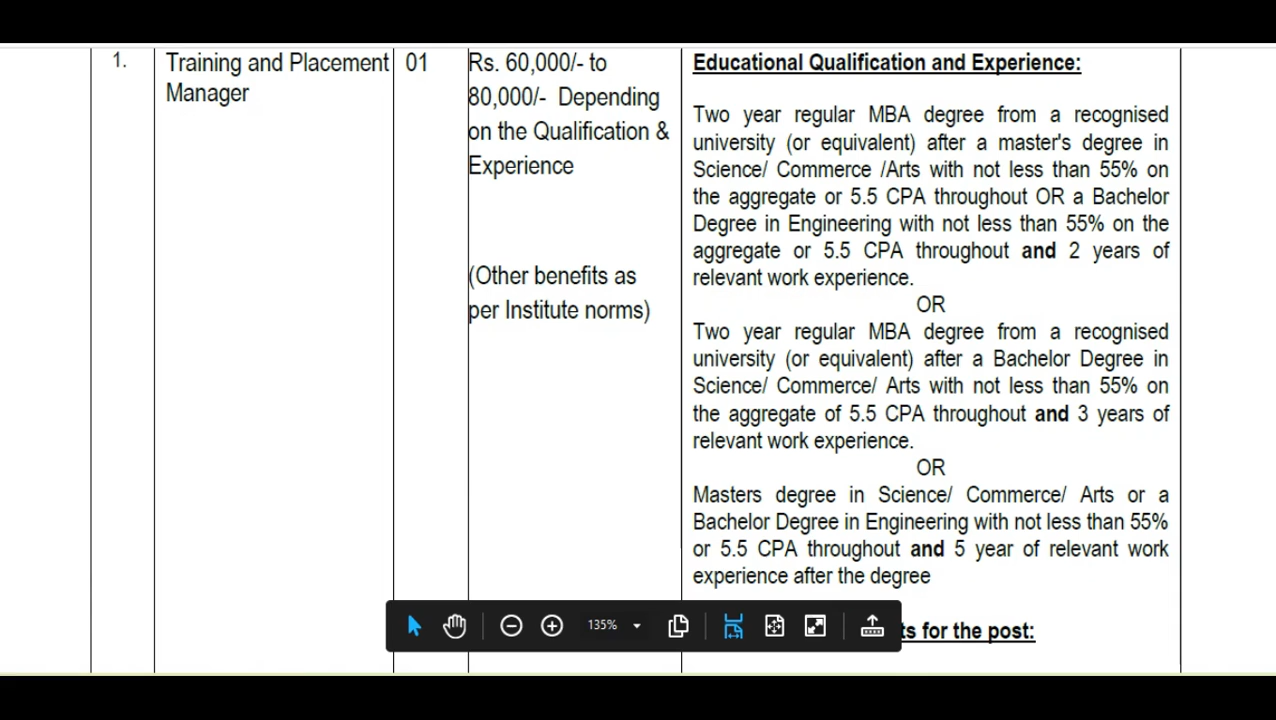 1.
Training and Placement
Manager
01
Rs. 60,000/- to
80,000/- Depending
on the Qualification &
Experience
(Other benefits as
per Institute norms)
Educational Qualification and Experience:
Two year regular MBA degree from a recognised
university (or equivalent) after a master's degree in
Science/ Commerce /Arts with not less than 55% on
the aggregate or 5.5 CPA throughout OR a Bachelor
Degree in Engineering with not less than 55% on the
aggregate or 5.5 CPA throughout and 2 years of
relevant work experience.
OR
Two year regular MBA degree from a recognised
university (or equivalent) after a Bachelor Degree in
Science/ Commerce/ Arts with not less than 55% on
the aggregate of 5.5 CPA throughout and 3 years of
relevant work experience.
OR
Masters degree in Science/ Commerce/ Arts or a
Bachelor Degree in Engineering with not less than 55%
or 5.5 CPA throughout and 5 year of relevant work
experience after the degree
ts for the post:
135%